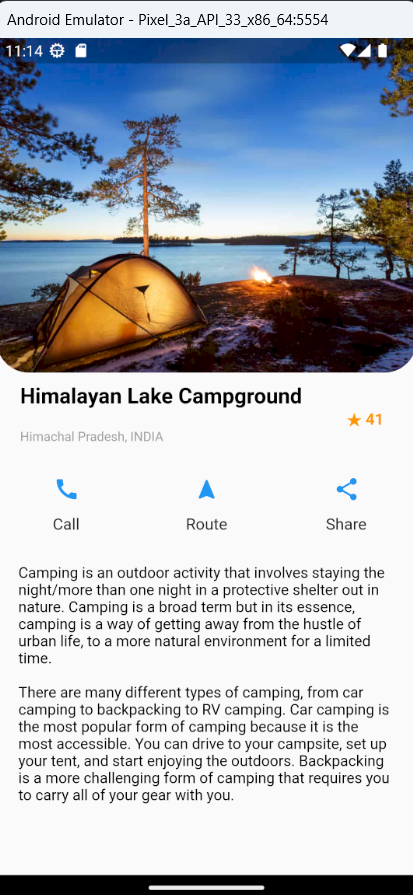 Android Emulator - Pixel_3a_API_33_x86_64:5554
11:14
Himalayan Lake Campground
41
Himachal Pradesh, INDIA
Call Route Share
Camping is an outdoor activity that involves staying the
night/more than one night in a protective shelter out in
nature. Camping is a broad term but in its essence,
camping is a way of getting away from the hustle of
urban life, to a more natural environment for a limited
time.
There are many different types of camping, from car
camping to backpacking to RV camping. Car camping is
the most popular form of camping because it is the
most accessible. You can drive to your campsite, set up
your tent, and start enjoying the outdoors. Backpacking
is a more challenging form of camping that requires you
to carry all of your gear with you.